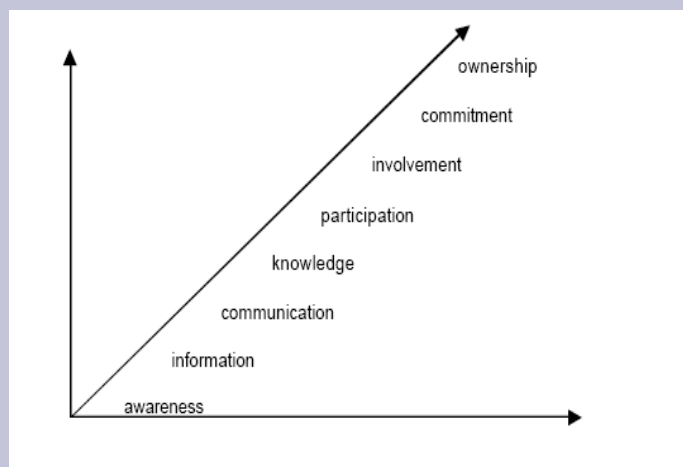 ownership
commitment
involvement
participation
knowledge
communication
information
awareness